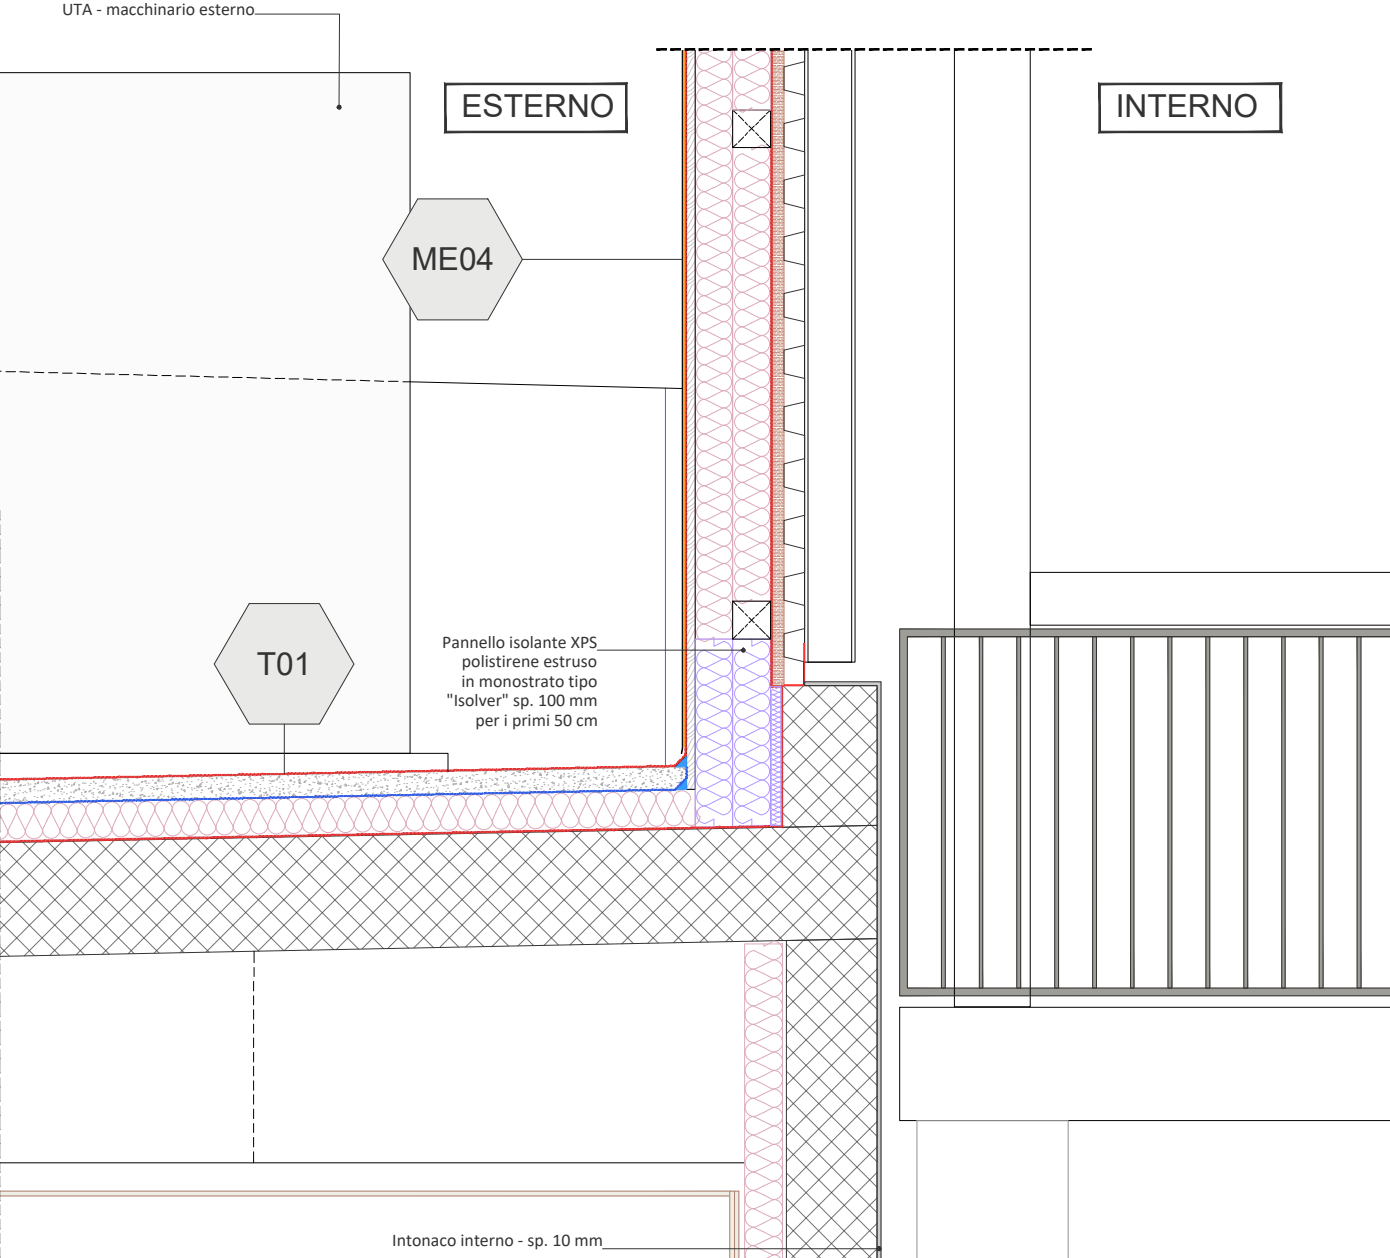 UTA - macchinario esterno
ESTERNO
INTERNO
ME04
T01
Pannello isolante XPS
polistirene estruso
in monostrato tipo
"Isolver" sp. 100 mm
per i primi 50 cm
Intonaco interno - sp. 10 mm